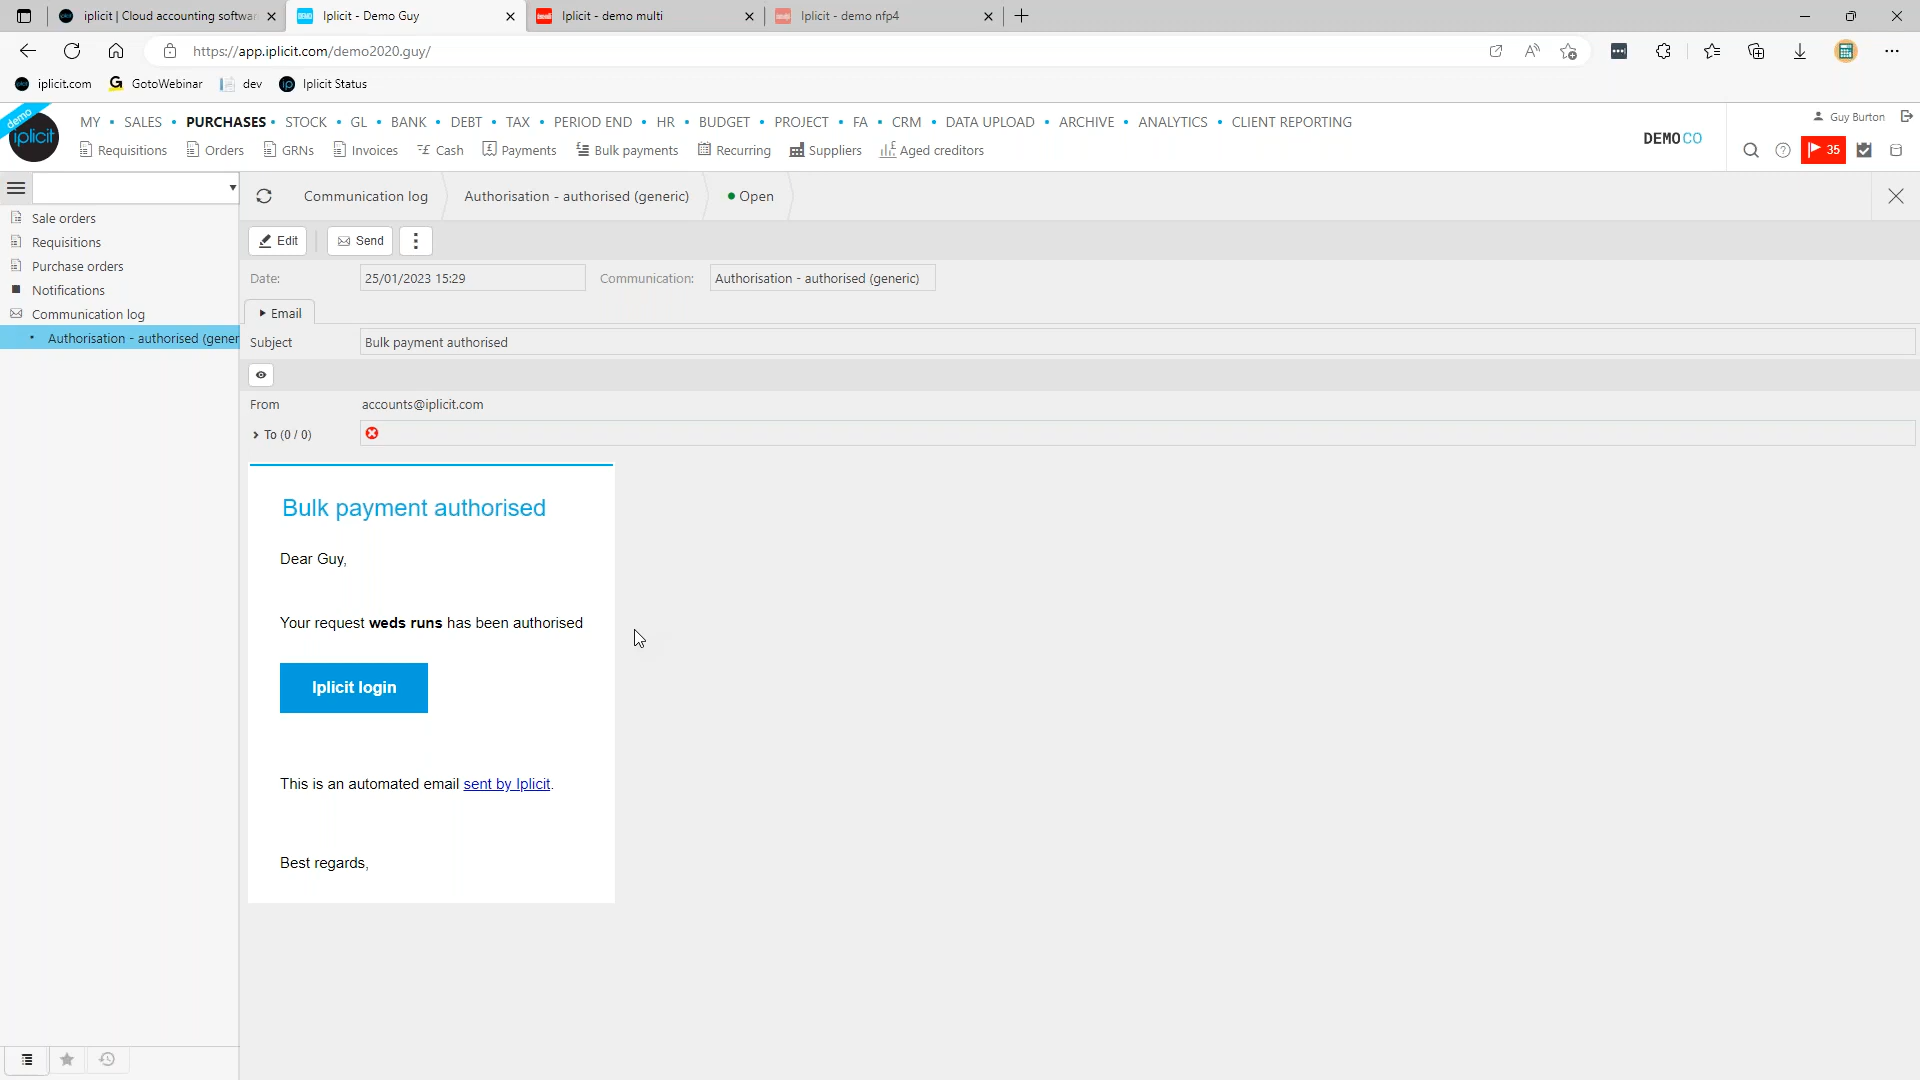 iplicit | Cloud accounting softwar
Iplicit - Demo Guy
Iplicit - demo multi
Iplicit - demo nfp4
https://app.iplicit.com/demo2020.guy/
iplicit.com
GotoWebinar
dev
Iplicit Status
demo
iplicit
MY • SALES • PURCHASES • STOCK • GL • BANK • DEBT • TAX • PERIOD END • HR • BUDGET • PROJECT • FA • CRM • DATA UPLOAD • ARCHIVE • ANALYTICS • CLIENT REPORTING
Requisitions Orders GRNs Invoices Cash Payments Bulk payments Recurring Suppliers Aged creditors
DEMOCO
Guy Burton
35
Sale orders
Requisitions
Purchase orders
Notifications
Communication log
Authorisation - authorised (gener
Communication log
Authorisation - authorised (generic)
Open
Edit
Send
Date: 25/01/2023 15:29 Communication: Authorisation - authorised (generic)
Email
Subject Bulk payment authorised
From accounts@iplicit.com
To (0 / 0)
Bulk payment authorised
Dear Guy,
Your request weds runs has been authorised
Iplicit login
This is an automated email sent by Iplicit.
Best regards,